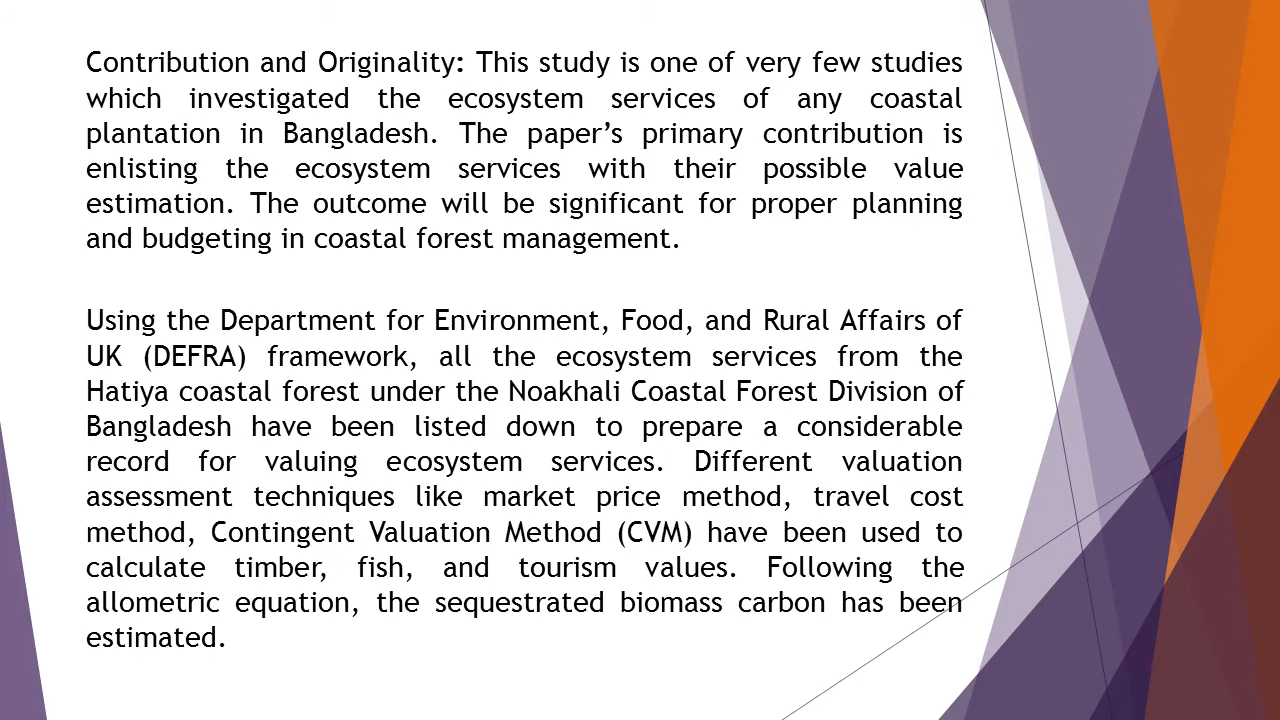 Contribution and Originality: This study is one of very few studies
which investigated the ecosystem services of any coastal
plantation in Bangladesh. The paper’s primary contribution is
enlisting the ecosystem services with their possible value
estimation. The outcome will be significant for proper planning
and budgeting in coastal forest management.
Using the Department for Environment, Food, and Rural Affairs of
UK (DEFRA) framework, all the ecosystem services from the
Hatiya coastal forest under the Noakhali Coastal Forest Division of
Bangladesh have been listed down to prepare a considerable
record for valuing ecosystem services. Different valuation
assessment techniques like market price method, travel cost
method, Contingent Valuation Method (CVM) have been used to
calculate timber, fish, and tourism values. Following the
allometric equation, the sequestrated biomass carbon has been
estimated.